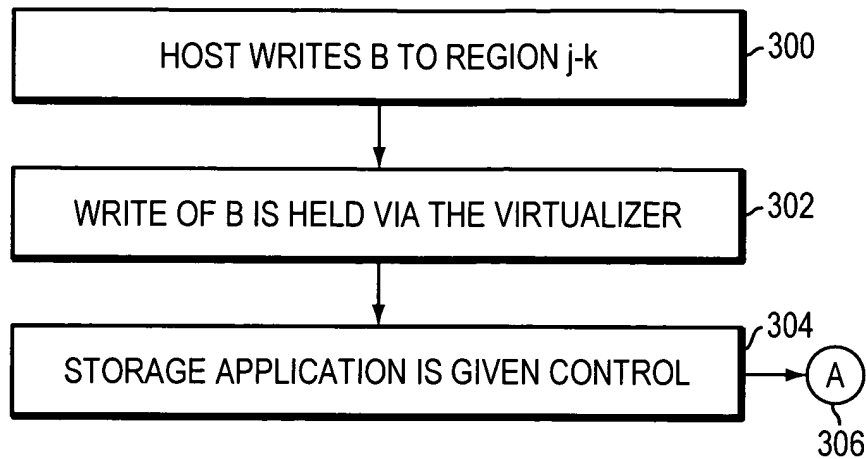 HOST WRITES B TO REGION j-k
300
WRITE OF B IS HELD VIA THE VIRTUALIZER
302
STORAGE APPLICATION IS GIVEN CONTROL
304
A
306